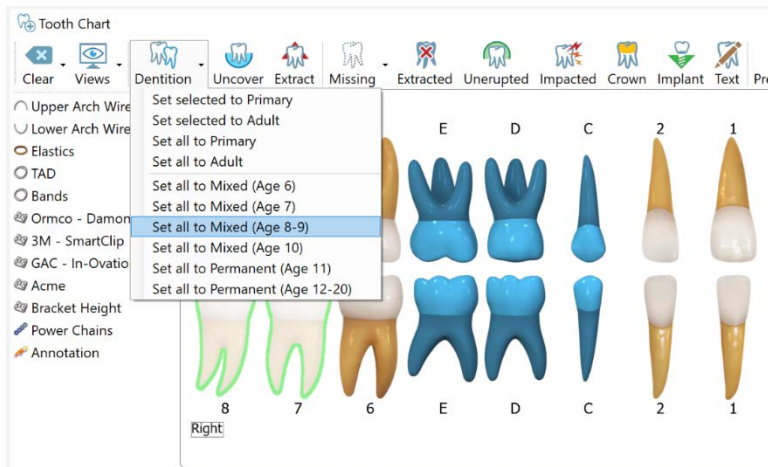 Tooth Chart
Clear Views Dentition Uncover Extract Missing Extracted Unerupted Impacted Crown Implant Text
Upper Arch Wire
Lower Arch Wire
Elastics
TAD
Bands
Ormco - Damon
3M - SmartClip
GAC - In-Ovatio
Acme
Bracket Height
Power Chains
Annotation
Set selected to Primary
Set selected to Adult
Set all to Primary
Set all to Adult
Set all to Mixed (Age 6)
Set all to Mixed (Age 7)
Set all to Mixed (Age 8-9)
Set all to Mixed (Age 10)
Set all to Permanent (Age 11)
Set all to Permanent (Age 12-20)
E D C 2 1
8 7 6 E D C 2 1
Right